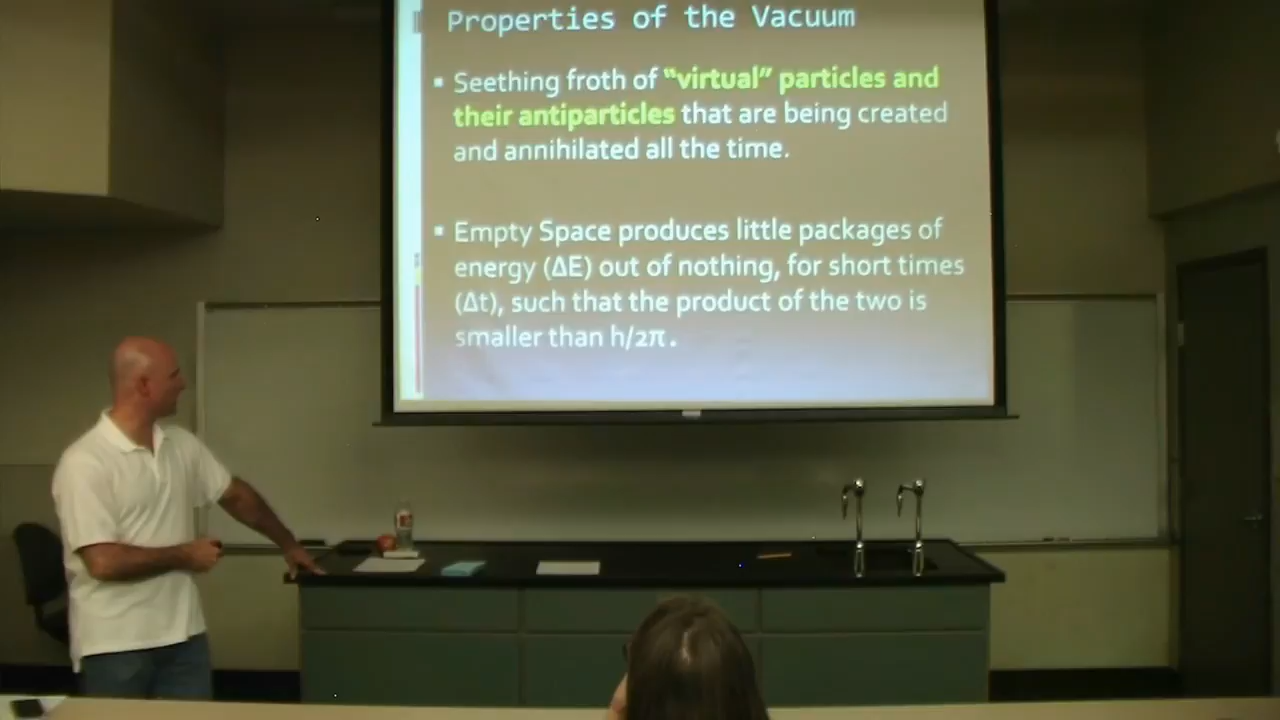 Properties of the Vacuum
▪ Seething froth of “virtual” particles and
their antiparticles that are being created
and annihilated all the time.
▪ Empty Space produces little packages of
energy (ΔE) out of nothing, for short times
(Δt), such that the product of the two is
smaller than h/2π.